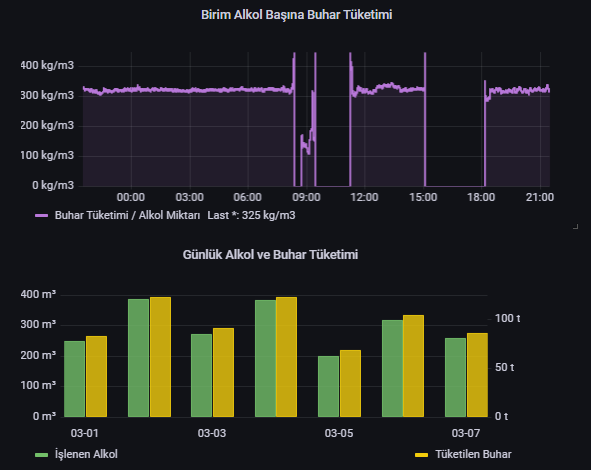 Birim Alkol Başına Buhar Tüketimi
400 kg/m3
300 kg/m3
200 kg/m3
100 kg/m3
0 kg/m3
00:00 03:00 06:00 09:00 12:00 15:00 18:00 21:00
Buhar Tüketimi / Alkol Miktarı Last *: 325 kg/m3
Günlük Alkol ve Buhar Tüketimi
400 m³
300 m³ 100 t
200 m³
100 m³ 50 t
0 m³ 0 t
03-01 03-03 03-05 03-07
İşlenen Alkol Tüketilen Buhar